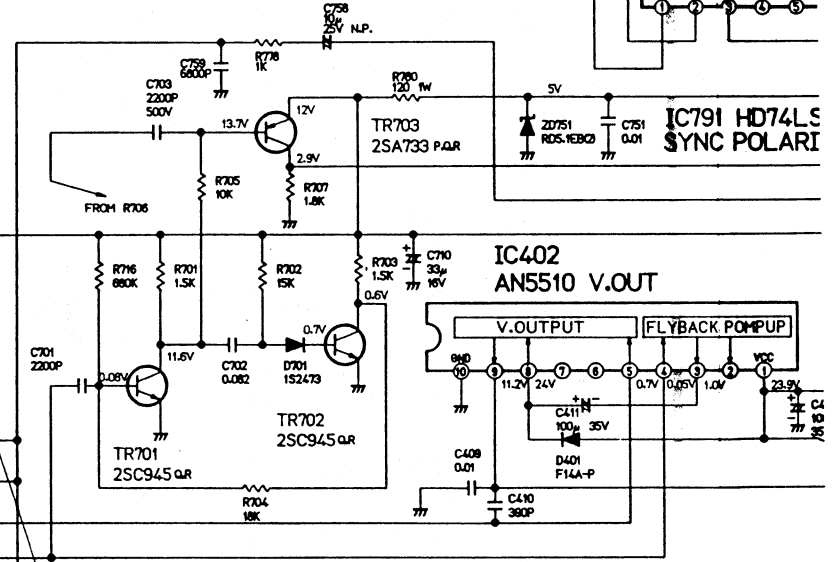 C758
10μ
25V N.P.
C759
6800P
R778
1K
C703
2200P
500V
13.7V
12V
R780
120 1W
5V
TR703
2SA733 P.Q.R
ZD751
C751
0.01
IC791 HD74LS
SYNC POLARI
1 2 3 4 5
2.9V
FROM R706
R705
10K
R707
1.8K
R716
680K
R701
1.5K
R702
15K
R703
1.5K
C710
33μ
16V
IC402
AN5510 V.OUT
0.6V
V.OUTPUT
FLYBACK POMPUP
GND
VCC
10 9 8 7 6 5 4 3 2 1
C701
2200P
0.08V
11.6V
C702
0.082
D701
1S2473
0.7V
11.2V
24V
0.7V
0.05V
1.0V
23.9V
C411
100μ
35V
D401
F14A-P
TR701
2SC945 Q.R
TR702
2SC945 Q.R
R704
18K
C409
0.01
C410
390P